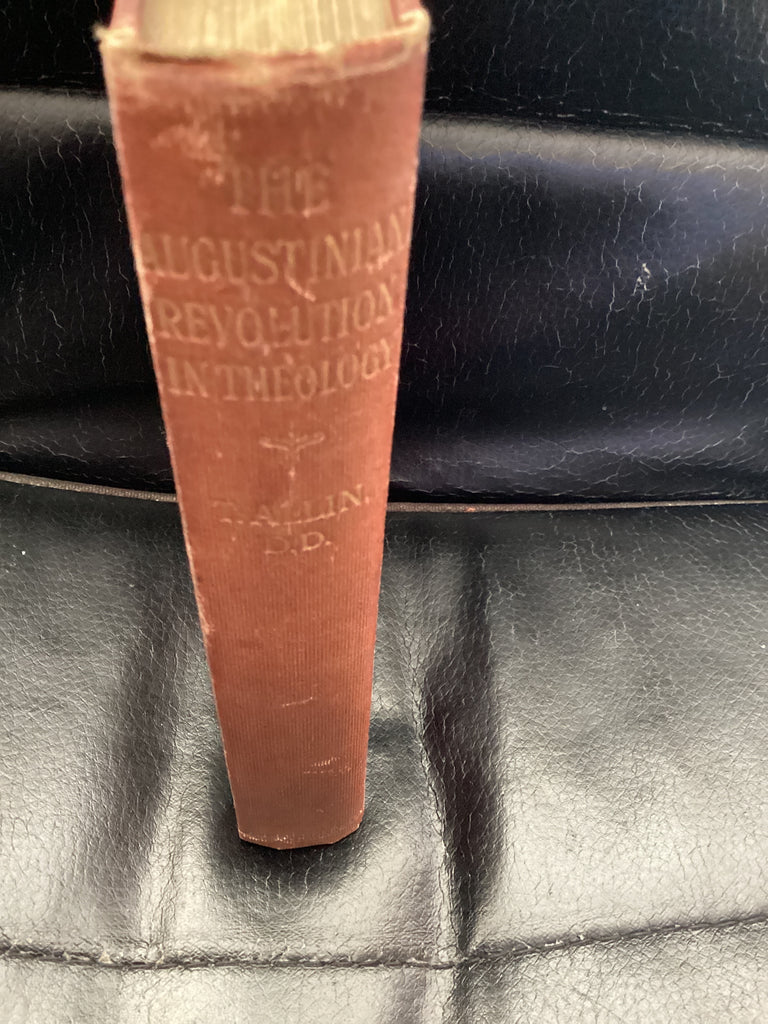 THE
AUGUSTINIAN
REVOLUTION
IN THEOLOGY
T. ALLIN,
D.D.